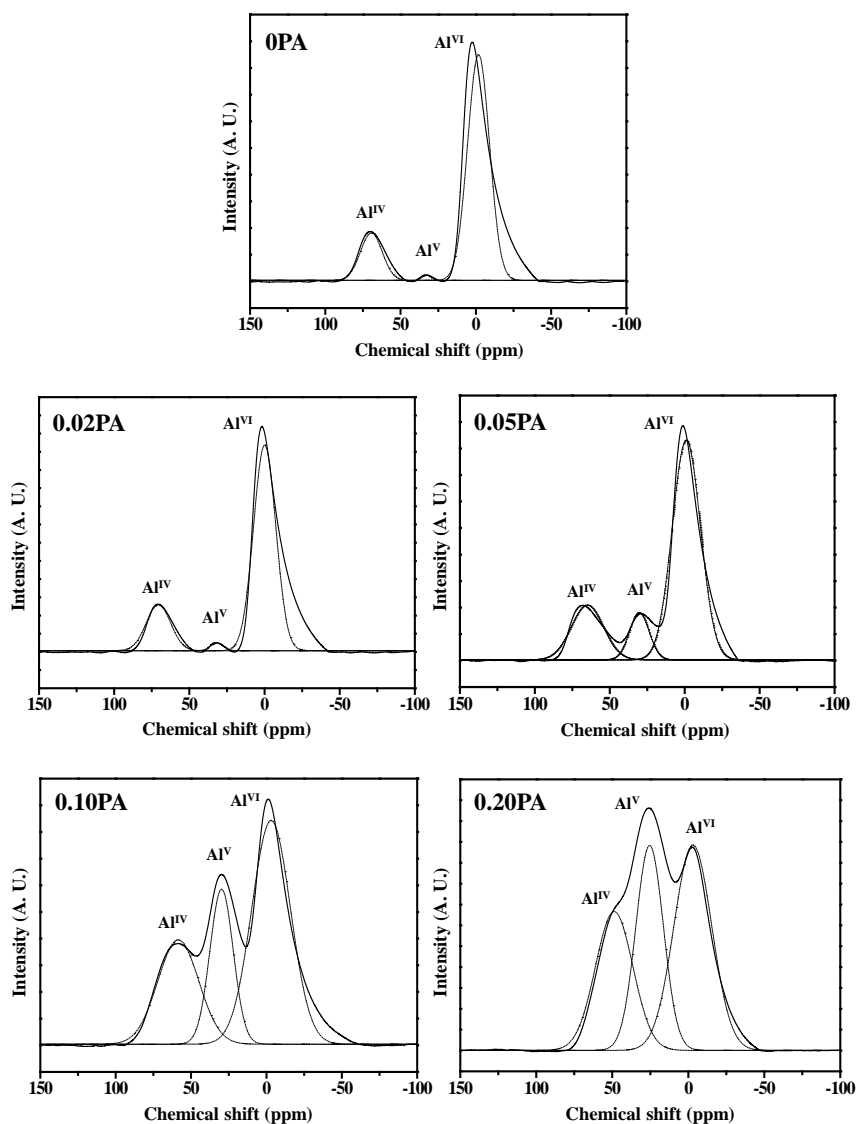 0PA
Al^VI
Al^IV
Al^V
Intensity (A. U.)
150 100 50 0 -50 -100
Chemical shift (ppm)
0.02PA
Al^VI
Al^IV
Al^V
Intensity (A. U.)
150 100 50 0 -50 -100
Chemical shift (ppm)
0.05PA
Al^VI
Al^IV
Al^V
Intensity (A. U.)
150 100 50 0 -50 -100
Chemical shift (ppm)
0.10PA
Al^VI
Al^V
Al^IV
Intensity (A. U.)
150 100 50 0 -50 -100
Chemical shift (ppm)
0.20PA
Al^V
Al^VI
Al^IV
Intensity (A. U.)
150 100 50 0 -50 -100
Chemical shift (ppm)